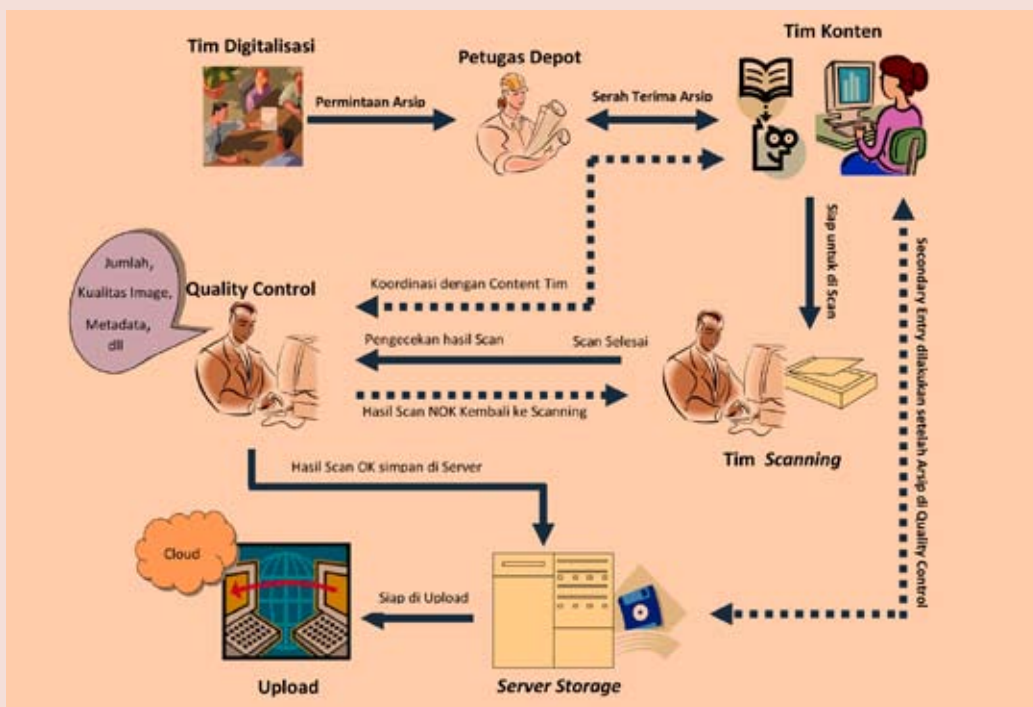 Tim Digitalisasi
Permintaan Arsip
Petugas Depot
Serah Terima Arsip
Tim Konten
Siap untuk di Scan
Secondary Entry dilakukan setelah Arsip di Quality Control
Jumlah,
Kualitas Image,
Metadata,
dll
Quality Control
Koordinasi dengan Content Tim
Pengecekan hasil Scan
Scan Selesai
Hasil Scan NOK Kembali ke Scanning
Tim Scanning
Hasil Scan OK simpan di Server
Cloud
Siap di Upload
Upload
Server Storage